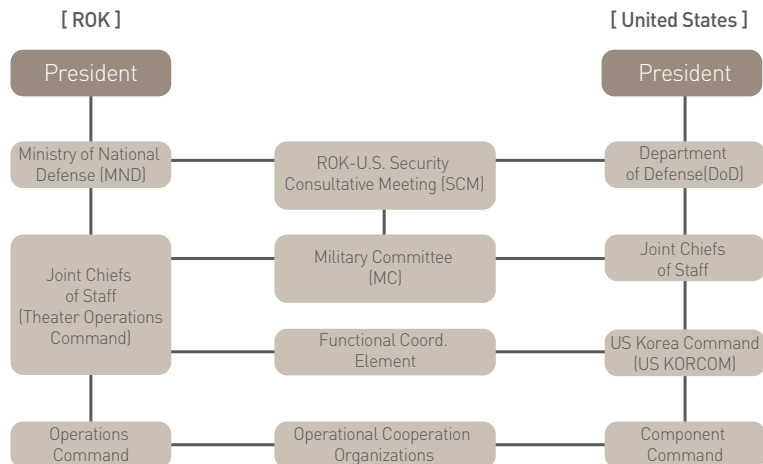 [ ROK ]
[ United States ]
President
President
Ministry of National
Defense (MND)
ROK-U.S. Security
Consultative Meeting (SCM)
Department
of Defense(DoD)
Joint Chiefs
of Staff
(Theater Operations
Command)
Military Committee
(MC)
Joint Chiefs
of Staff
Functional Coord.
Element
US Korea Command
(US KORCOM)
Operations
Command
Operational Cooperation
Organizations
Component
Command